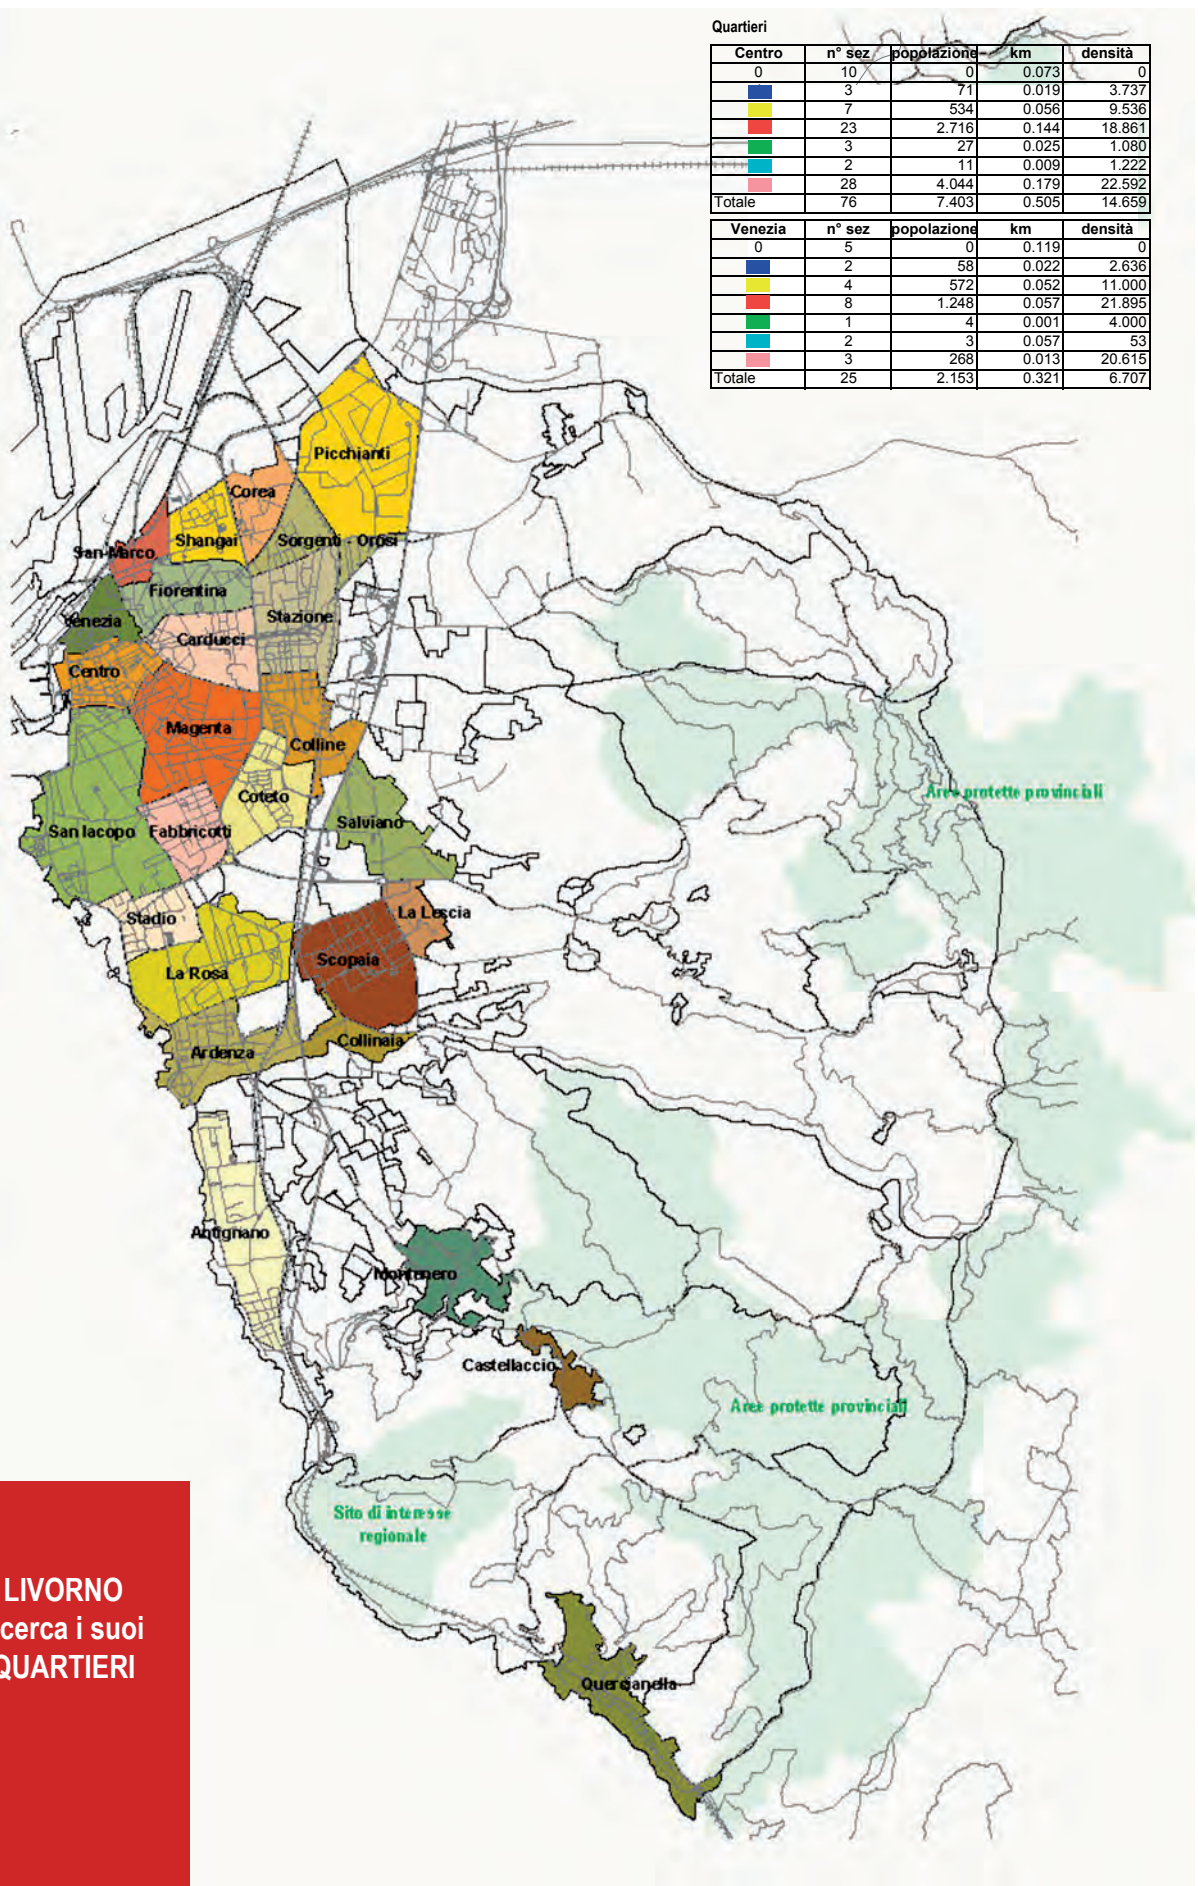 Quartieri
Centro n° sez popolazione km densità
0 10 0 0.073 0
3 71 0.019 3.737
7 534 0.056 9.536
23 2.716 0.144 18.861
3 27 0.025 1.080
2 11 0.009 1.222
28 4.044 0.179 22.592
Totale 76 7.403 0.505 14.659
Venezia n° sez popolazione km densità
0 5 0 0.119 0
2 58 0.022 2.636
4 572 0.052 11.000
8 1.248 0.057 21.895
1 4 0.001 4.000
2 3 0.057 53
3 268 0.013 20.615
Totale 25 2.153 0.321 6.707
Picchianti
Corea
Shangai
Sorgenti - Orosi
San-Marco
Fiorentina
Venezia
Stazione
Carducci
Centro
Magenta
Colline
Coteto
Aree protette provinciali
San Iacopo
Fabbricotti
Salviano
Stadio
La Leccia
Scopaia
La Rosa
Ardenza
Collinaia
Antignano
Montenero
Castellaccio
Aree protette provinciali
Sito di interesse
regionale
LIVORNO
cerca i suoi
QUARTIERI
Quercianella